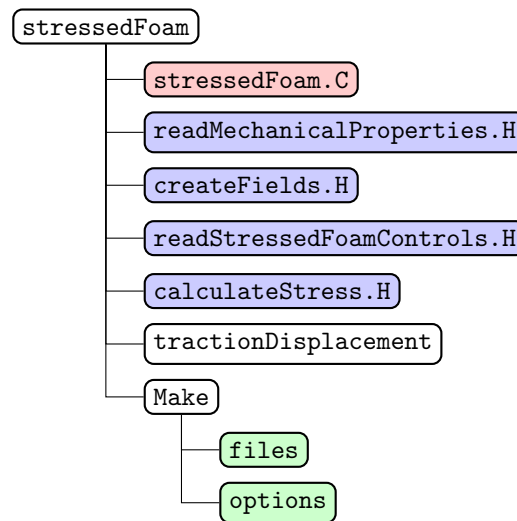 stressedFoam
stressedFoam.C
readMechanicalProperties.H
createFields.H
readStressedFoamControls.H
calculateStress.H
tractionDisplacement
Make
files
options